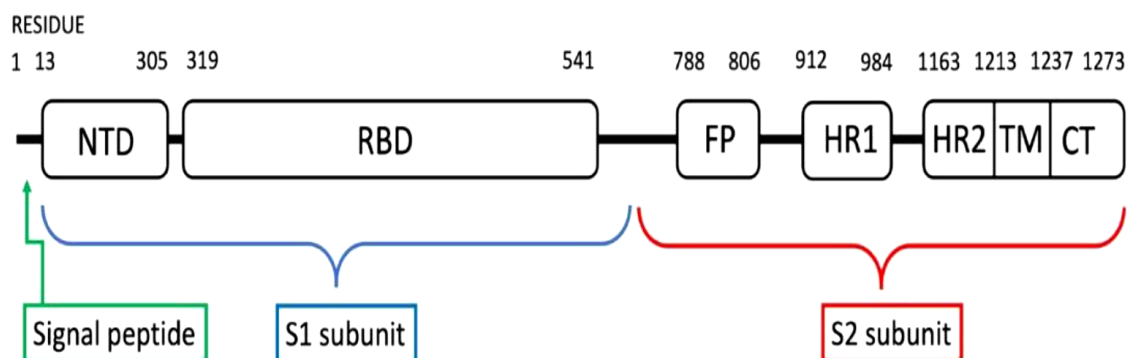 RESIDUE
1 13 305 319 541 788 806 912 984 1163 1213 1237 1273
NTD RBD FP HR1 HR2 TM CT
Signal peptide S1 subunit S2 subunit